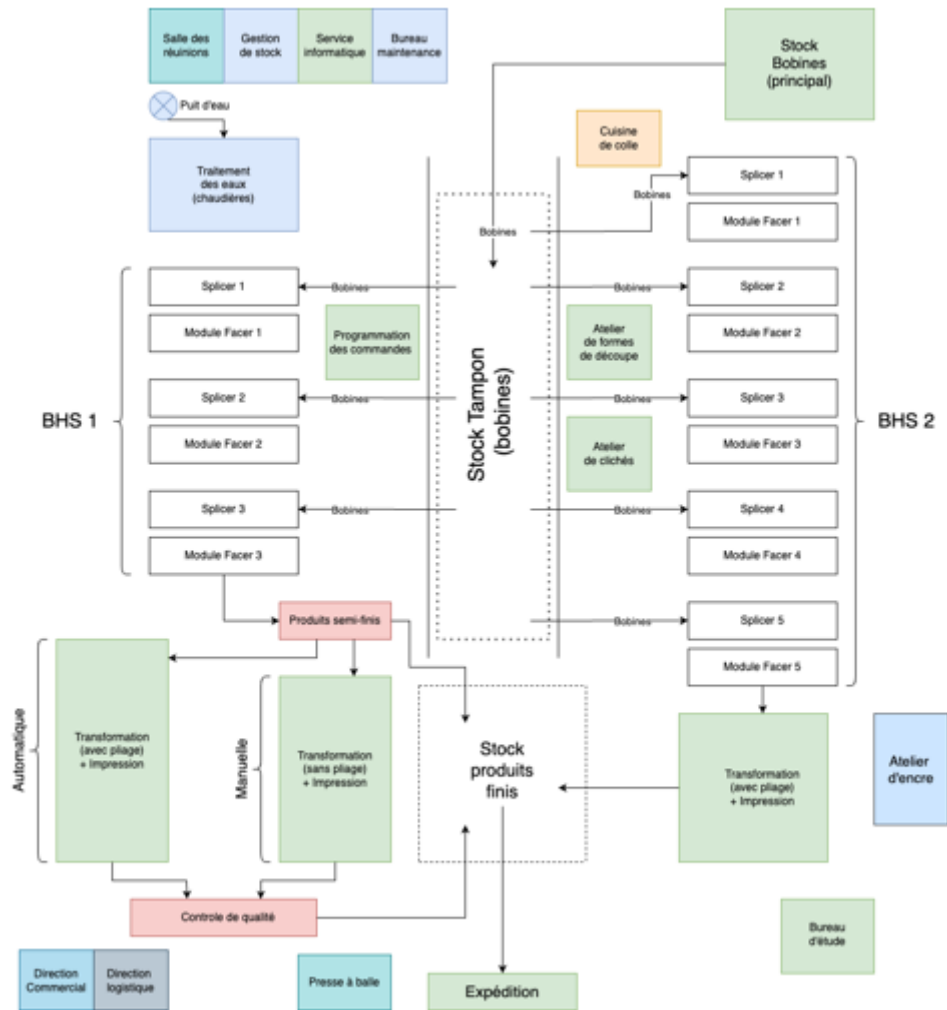 Salle des
réuinions
Gestion
de stock
Service
informatique
Bureau
maintenance
Stock
Bobines
(principal)
Puit d'eau
Cuisine
de colle
Traitement
des eaux
(chaudières)
Splicer 1
Bobines
Module Facer 1
Bobines
Splicer 1
Bobines
Bobines
Splicer 2
Module Facer 1
Programmation
des commandes
Atelier
de formes
de découpe
Module Facer 2
BHS 1
Splicer 2
Bobines
Stock Tampon
(bobines)
Bobines
Splicer 3
BHS 2
Module Facer 2
Atelier
de clichés
Module Facer 3
Splicer 3
Bobines
Bobines
Splicer 4
Module Facer 3
Module Facer 4
Produits semi-finis
Bobines
Splicer 5
Module Facer 5
Automatique
Transformation
(avec pliage)
+ Impression
Manuelle
Transformation
(sans pliage)
+ Impression
Stock
produits
finis
Transformation
(avec pliage)
+ Impression
Atelier
d'encre
Controle de qualité
Bureau
d'étude
Direction
Commercial
Direction
logistique
Presse à balle
Expédition